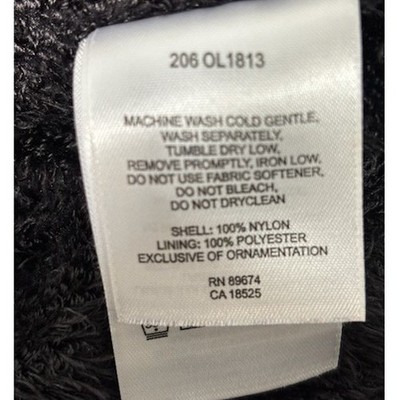 206 OL1813
MACHINE WASH COLD GENTLE,
WASH SEPARATELY,
TUMBLE DRY LOW,
REMOVE PROMPTLY, IRON LOW.
DO NOT USE FABRIC SOFTENER,
DO NOT BLEACH,
DO NOT DRYCLEAN
SHELL: 100% NYLON
LINING: 100% POLYESTER
EXCLUSIVE OF ORNAMENTATION
RN 89674
CA 18525